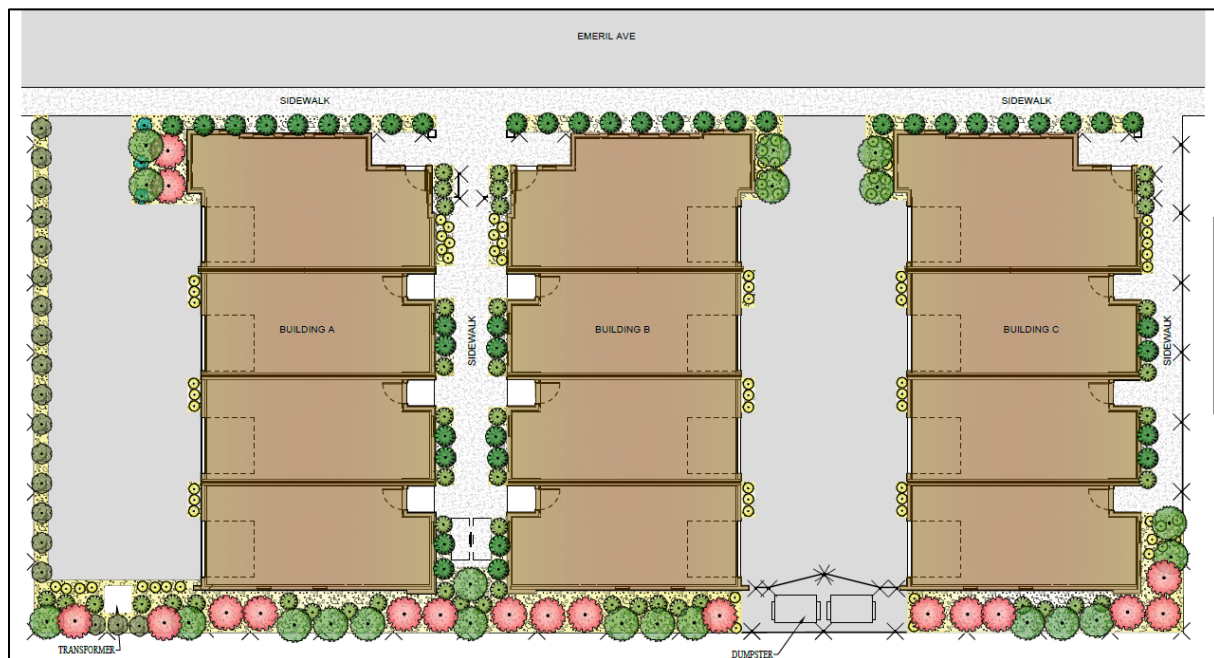 EMERIL AVE
SIDEWALK
SIDEWALK
BUILDING A
BUILDING B
BUILDING C
SIDEWALK
SIDEWALK
TRANSFORMER
DUMPSTER